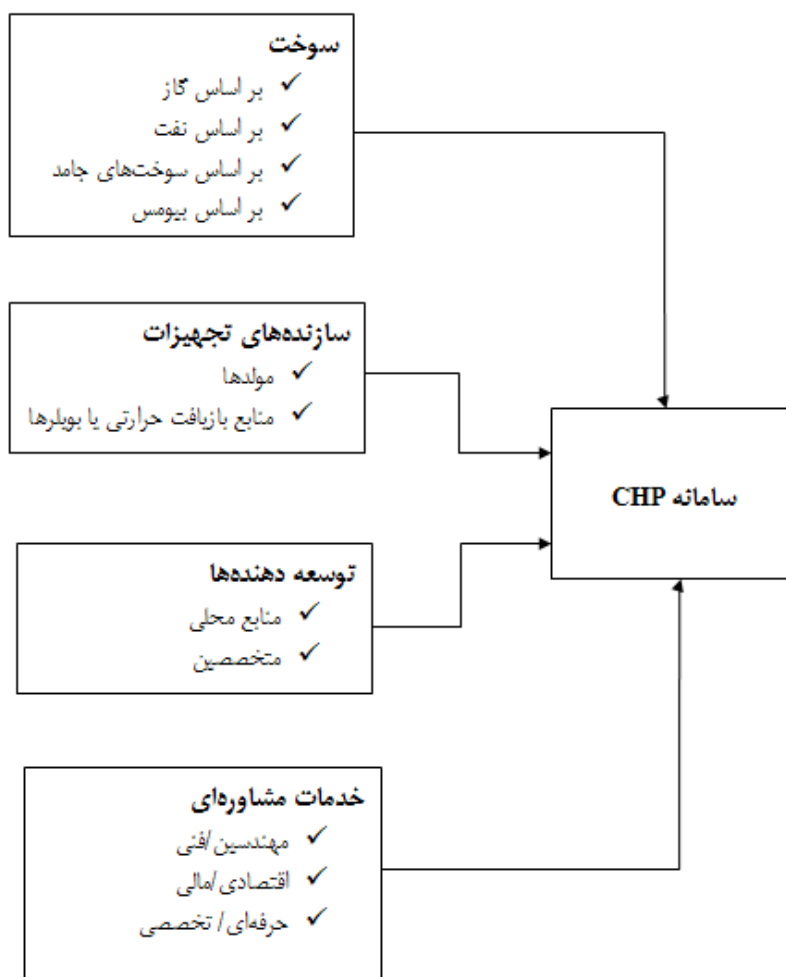 سوخت
✓ بر اساس گاز
✓ بر اساس نفت
✓ بر اساس سوخت‌های جامد
✓ بر اساس بیومس
سازنده‌های تجهیزات
✓ مولدها
✓ منابع بازیافت حرارتی یا بویلرها
سامانه CHP
توسعه دهنده‌ها
✓ منابع محلی
✓ متخصصین
خدمات مشاوره‌ای
✓ مهندسین/فنی
✓ اقتصادی/مالی
✓ حرفه‌ای/ تخصصی